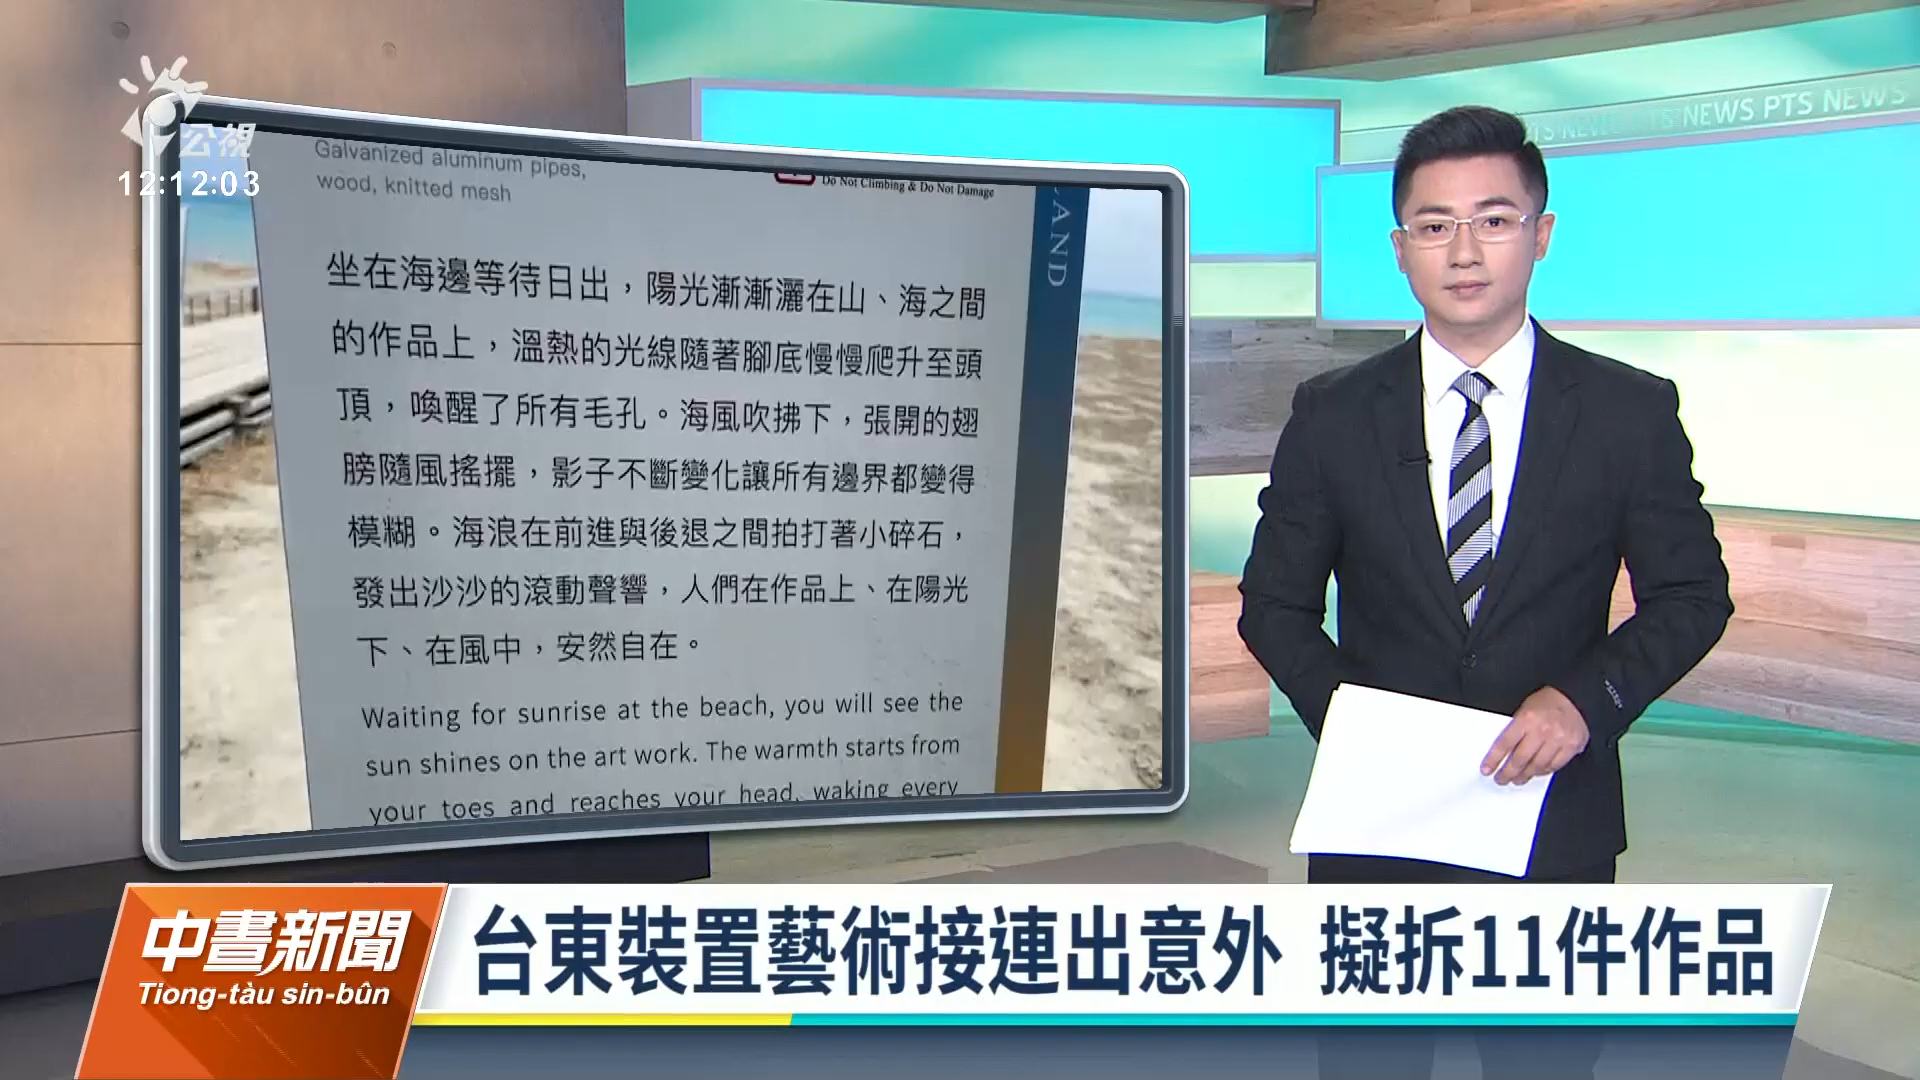 公視
12:12:03
NEWS PTS NEWS
Galvanized aluminum pipes,
wood, knitted mesh
Do Not Climbing & Do Not Damage
LAND
坐在海邊等待日出，陽光漸漸灑在山、海之間
的作品上，溫熱的光線隨著腳底慢慢爬升至頭
頂，喚醒了所有毛孔。海風吹拂下，張開的翅
膀隨風搖擺，影子不斷變化讓所有邊界都變得
模糊。海浪在前進與後退之間拍打著小碎石，
發出沙沙的滾動聲響，人們在作品上、在陽光
下、在風中，安然自在。
Waiting for sunrise at the beach, you will see the
sun shines on the art work. The warmth starts from
your toes and reaches your head, waking every
中晝新聞
Tiong-tàu sin-bûn
台東裝置藝術接連出意外 擬拆11件作品